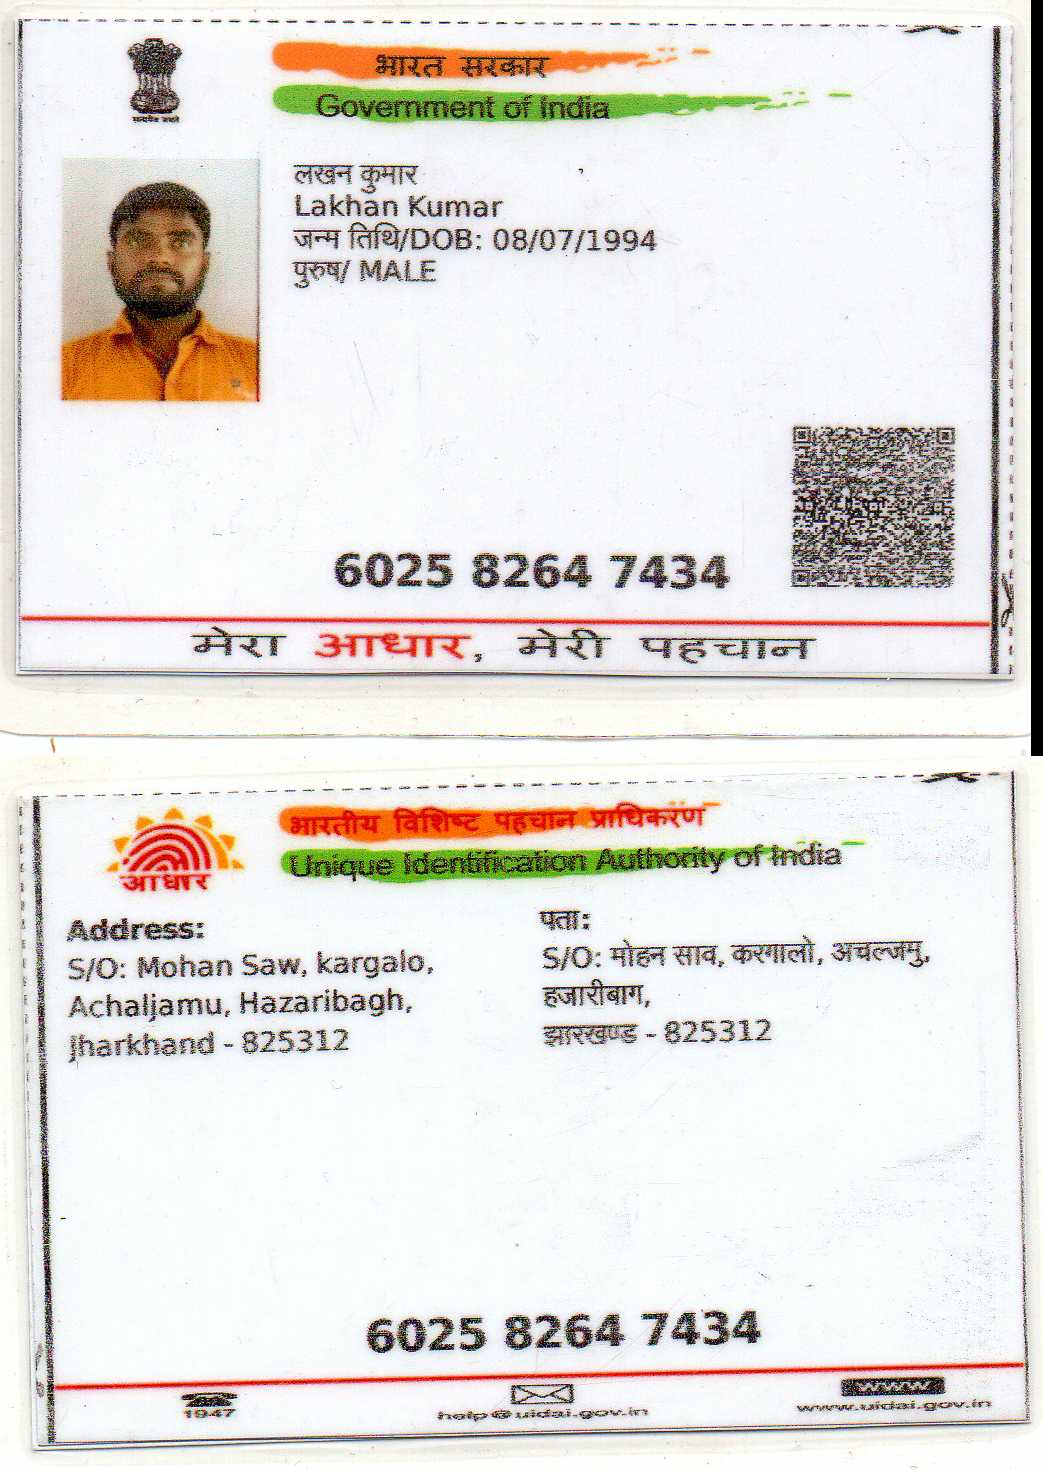 भारत सरकार
Government of India
लखन कुमार
Lakhan Kumar
जन्म तिथि/DOB: 08/07/1994
पुरुष/ MALE
6025 8264 7434
मेरा आधार, मेरी पहचान
भारतीय विशिष्ट पहचान प्राधिकरण
Unique Identification Authority of India
आधार
Address:
S/O: Mohan Saw, kargalo,
Achaljamu, Hazaribagh,
Jharkhand - 825312
पता:
S/O: मोहन साव, करगालो, अचल्जमु,
हजारीबाग,
झारखण्ड - 825312
6025 8264 7434
1947
help@uidai.gov.in
WWW
www.uidai.gov.in